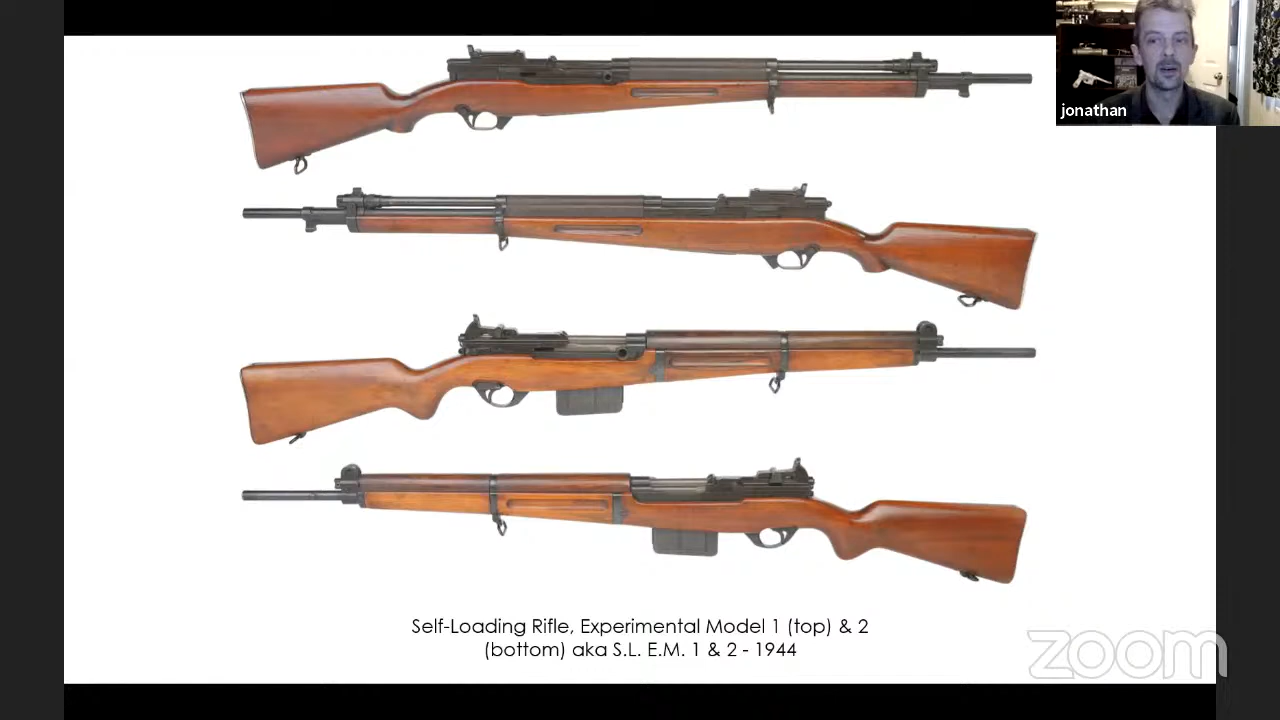 jonathan
Self-Loading Rifle, Experimental Model 1 (top) & 2
(bottom) aka S.L. E.M. 1 & 2 - 1944
zoom